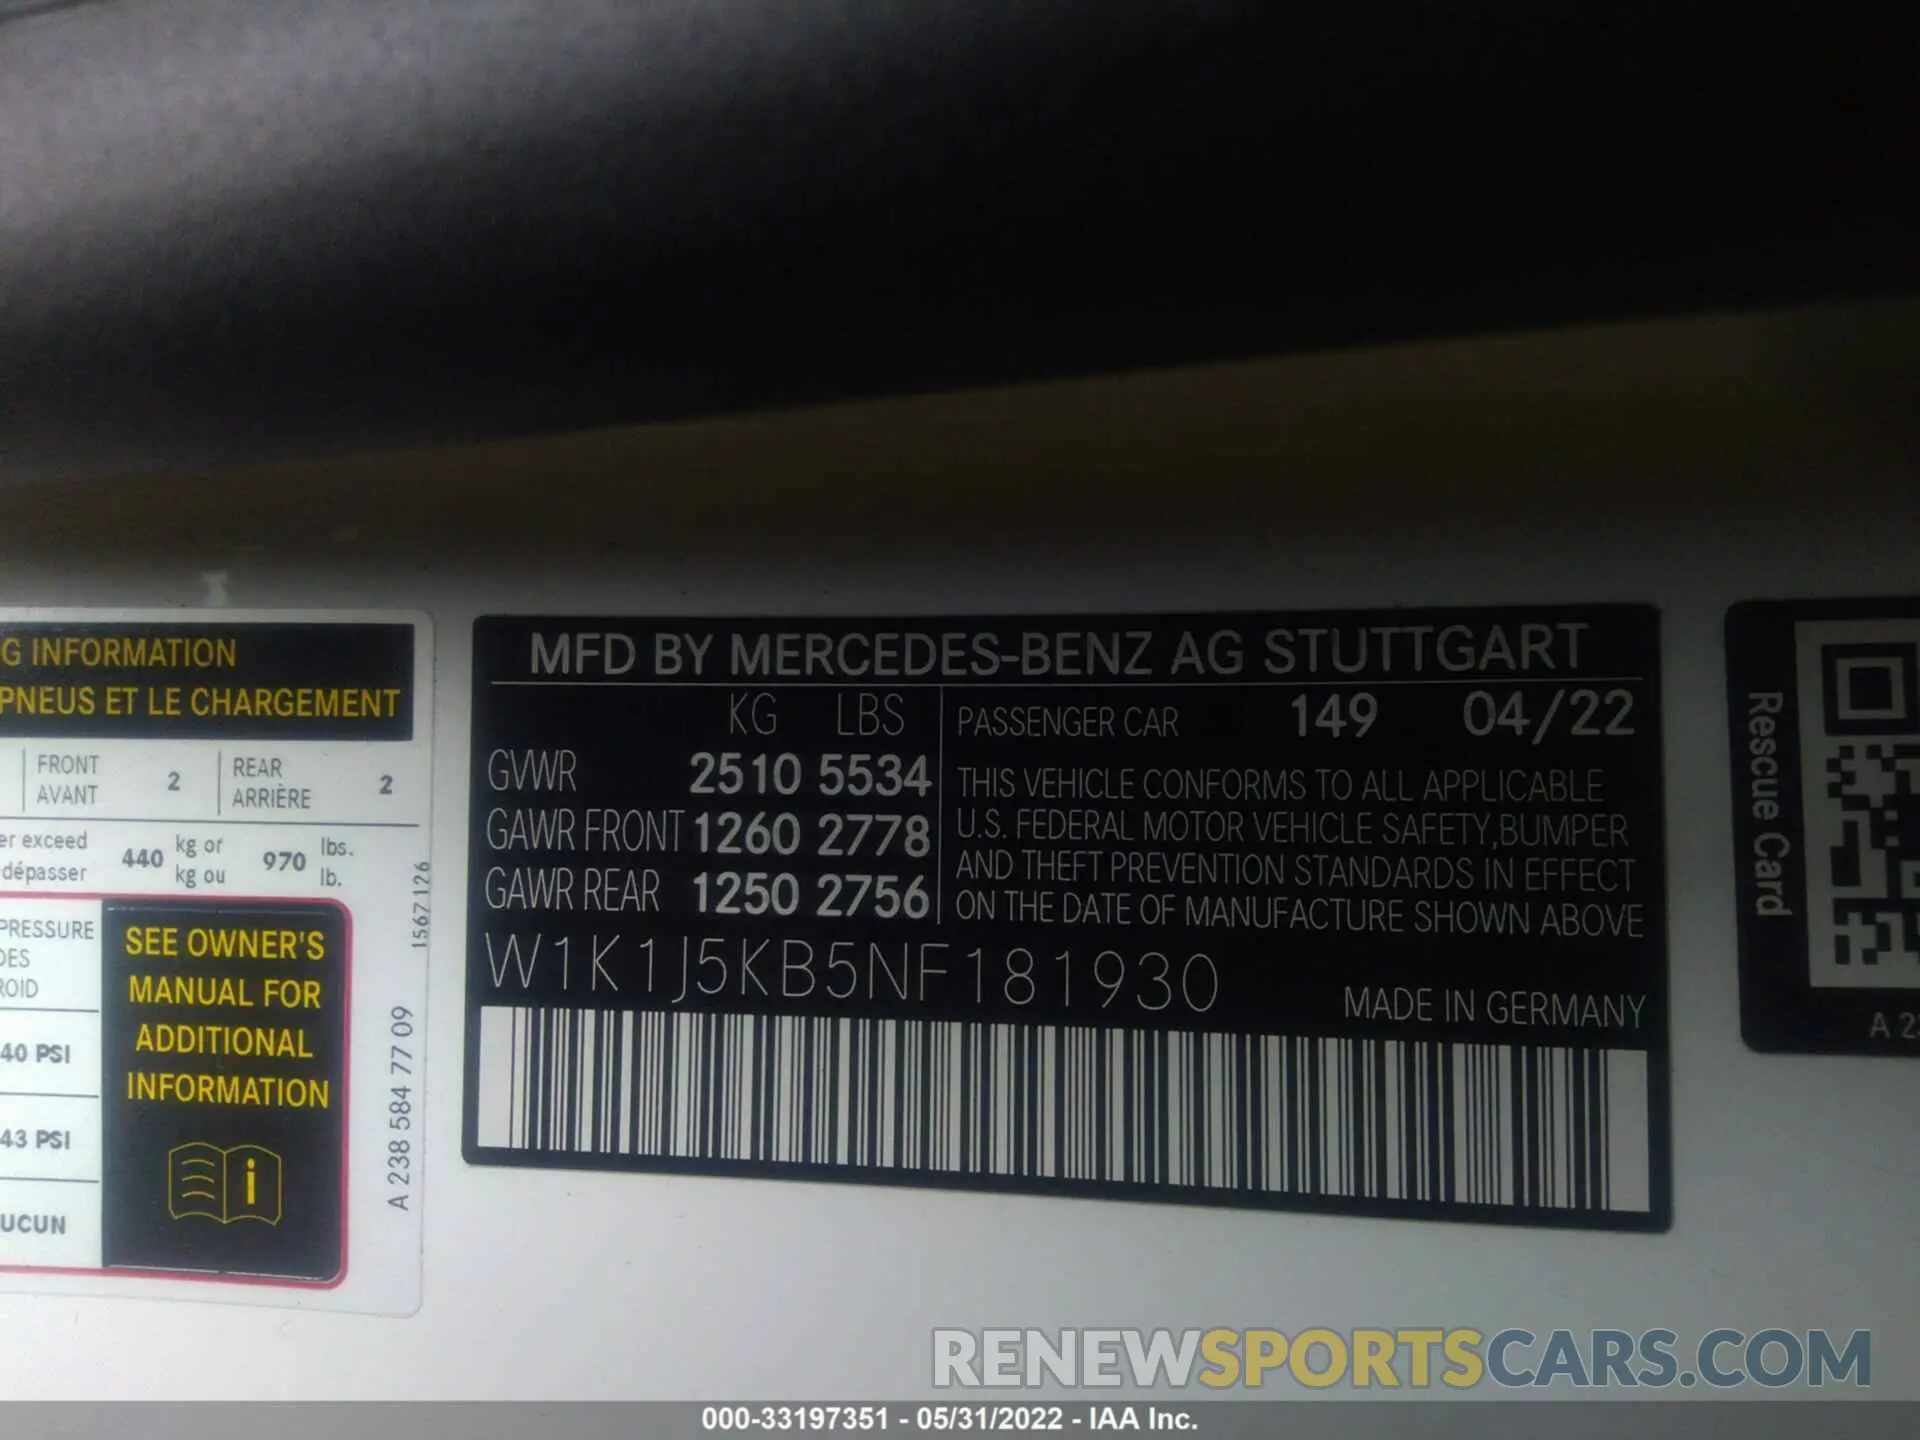 G INFORMATION
PNEUS ET LE CHARGEMENT
FRONT
AVANT
2
REAR
ARRIÈRE
2
er exceed
dépasser
440
kg or
kg ou
970
lbs.
lb.
PRESSURE
DES
ROID
40 PSI
43 PSI
UCUN
SEE OWNER'S
MANUAL FOR
ADDITIONAL
INFORMATION
1567126
A 238 584 77 09
MFD BY MERCEDES-BENZ AG STUTTGART
KG LBS
GVWR 2510 5534
GAWR FRONT 1260 2778
GAWR REAR 1250 2756
PASSENGER CAR 149 04/22
THIS VEHICLE CONFORMS TO ALL APPLICABLE
U.S. FEDERAL MOTOR VEHICLE SAFETY,BUMPER
AND THEFT PREVENTION STANDARDS IN EFFECT
ON THE DATE OF MANUFACTURE SHOWN ABOVE
W1K1J5KB5NF181930
MADE IN GERMANY
Rescue Card
A 2
RENEWSPORTSCARS.COM
000-33197351 - 05/31/2022 - IAA Inc.